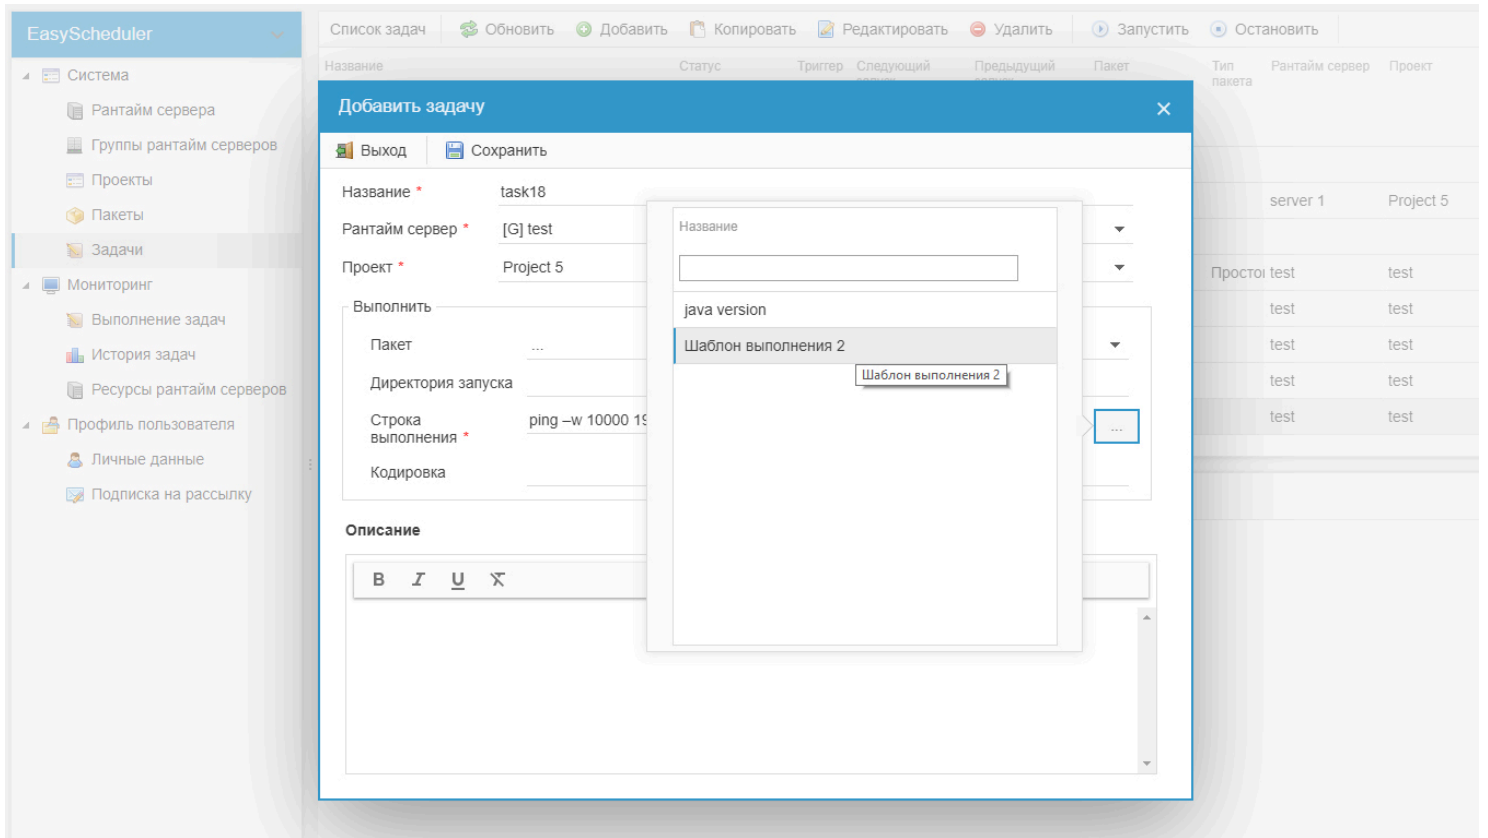 EasyScheduler
Система
Рантайм сервера
Группы рантайм серверов
Проекты
Пакеты
Задачи
Мониторинг
Выполнение задач
История задач
Ресурсы рантайм серверов
Профиль пользователя
Личные данные
Подписка на рассылку
Список задач Обновить Добавить Копировать Редактировать Удалить Запустить Остановить
Название Статус Триггер Следующий Предыдущий Пакет Тип пакета Рантайм сервер Проект
server 1 Project 5
Просто test test
test test
test test
test test
test test
Добавить задачу
Выход Сохранить
Название * task18
Рантайм сервер * [G] test
Проект * Project 5
Выполнить
Пакет ...
Директория запуска
Строка выполнения * ping –w 10000 19 ...
Кодировка
Название
java version
Шаблон выполнения 2
Шаблон выполнения 2
Описание
B I U